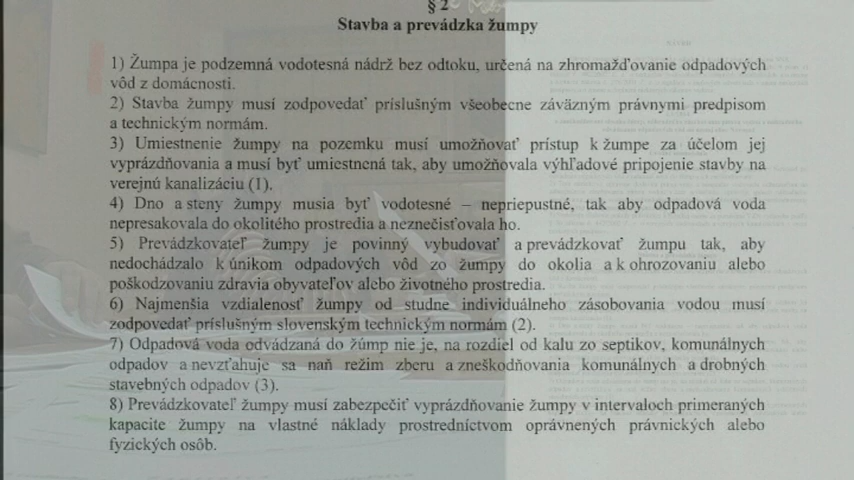 § 2
Stavba a prevádzka žumpy
1) Žumpa je podzemná vodotesná nádrž bez odtoku, určená na zhromažďovanie odpadových
vôd z domácnosti.
2) Stavba žumpy musí zodpovedať príslušným všeobecne záväzným právnymi predpisom
a technickým normám.
3) Umiestnenie žumpy na pozemku musí umožňovať prístup k žumpe za účelom jej
vyprázdňovania a musí byť umiestnená tak, aby umožňovala výhľadové pripojenie stavby na
verejnú kanalizáciu (1).
4) Dno a steny žumpy musia byť vodotesné – nepriepustné, tak aby odpadová voda
nepresakovala do okolitého prostredia a neznečisťovala ho.
5) Prevádzkovateľ žumpy je povinný vybudovať a prevádzkovať žumpu tak, aby
nedochádzalo k únikom odpadových vôd zo žumpy do okolia a k ohrozovaniu alebo
poškodzovaniu zdravia obyvateľov alebo životného prostredia.
6) Najmenšia vzdialenosť žumpy od studne individuálneho zásobovania vodou musí
zodpovedať príslušným slovenským technickým normám (2).
7) Odpadová voda odvádzaná do žúmp nie je, na rozdiel od kalu zo septikov, komunálnych
odpadov a nevzťahuje sa naň režim zberu a zneškodňovania komunálnych a drobných
stavebných odpadov (3).
8) Prevádzkovateľ žumpy musí zabezpečiť vyprázdňovanie žumpy v intervaloch primeraných
kapacite žumpy na vlastné náklady prostredníctvom oprávnených právnických alebo
fyzických osôb.